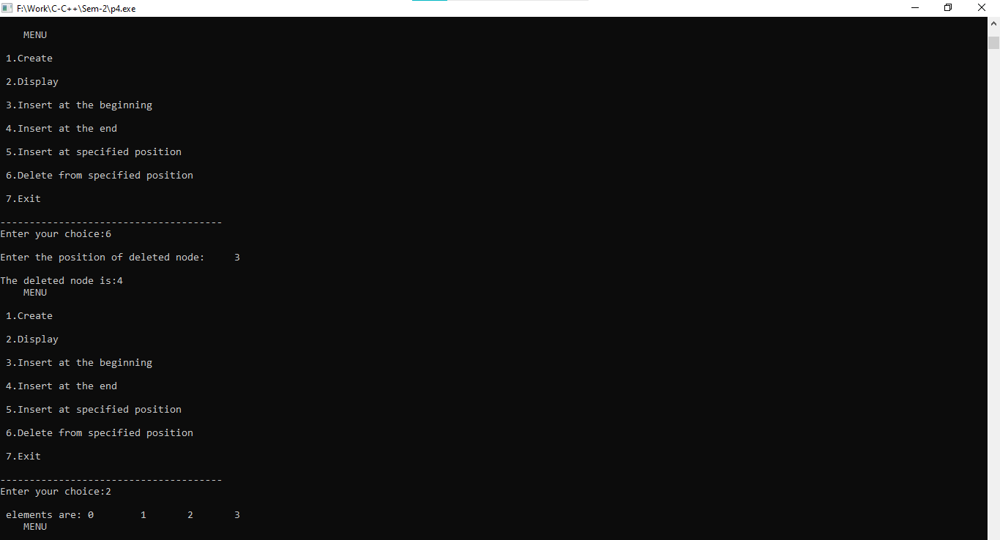 F:\Work\C-C++\Sem-2\p4.exe
MENU
1.Create
2.Display
3.Insert at the beginning
4.Insert at the end
5.Insert at specified position
6.Delete from specified position
7.Exit
--------------------------------------
Enter your choice:6
Enter the position of deleted node:     3
The deleted node is:4
MENU
1.Create
2.Display
3.Insert at the beginning
4.Insert at the end
5.Insert at specified position
6.Delete from specified position
7.Exit
--------------------------------------
Enter your choice:2
elements are: 0        1       2       3
MENU